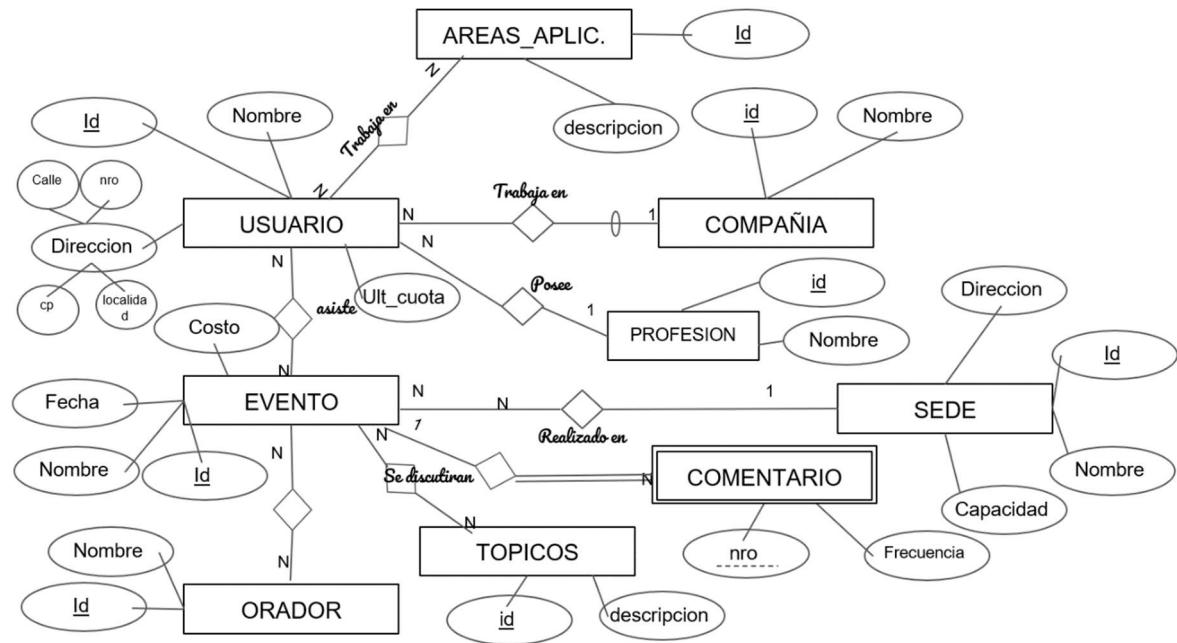 AREAS_APLIC.
Id
N
descripcion
Trabaja en
N
Id
Nombre
id
Nombre
Calle
nro
Direccion
cp
localida
d
USUARIO
N
Trabaja en
1
COMPAÑIA
N
Posee
1
id
PROFESION
Nombre
Ult_cuota
N
asiste
N
Costo
Fecha
Nombre
Id
EVENTO
N
N
Realizado en
1
Direccion
Id
SEDE
Nombre
Capacidad
1
N
COMENTARIO
nro
Frecuencia
N
Se discutiran
N
TOPICOS
id
descripcion
N
N
Nombre
Id
ORADOR